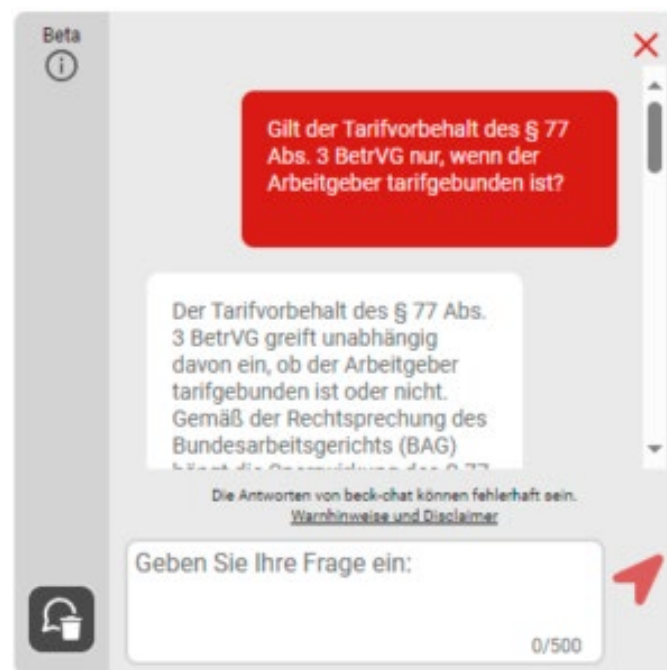 Beta
Gilt der Tarifvorbehalt des § 77
Abs. 3 BetrVG nur, wenn der
Arbeitgeber tarifgebunden ist?
Der Tarifvorbehalt des § 77 Abs.
3 BetrVG greift unabhängig
davon ein, ob der Arbeitgeber
tarifgebunden ist oder nicht.
Gemäß der Rechtsprechung des
Bundesarbeitsgerichts (BAG)
Die Antworten von beck-chat können fehlerhaft sein.
Warnhinweise und Disclaimer
Geben Sie Ihre Frage ein:
0/500